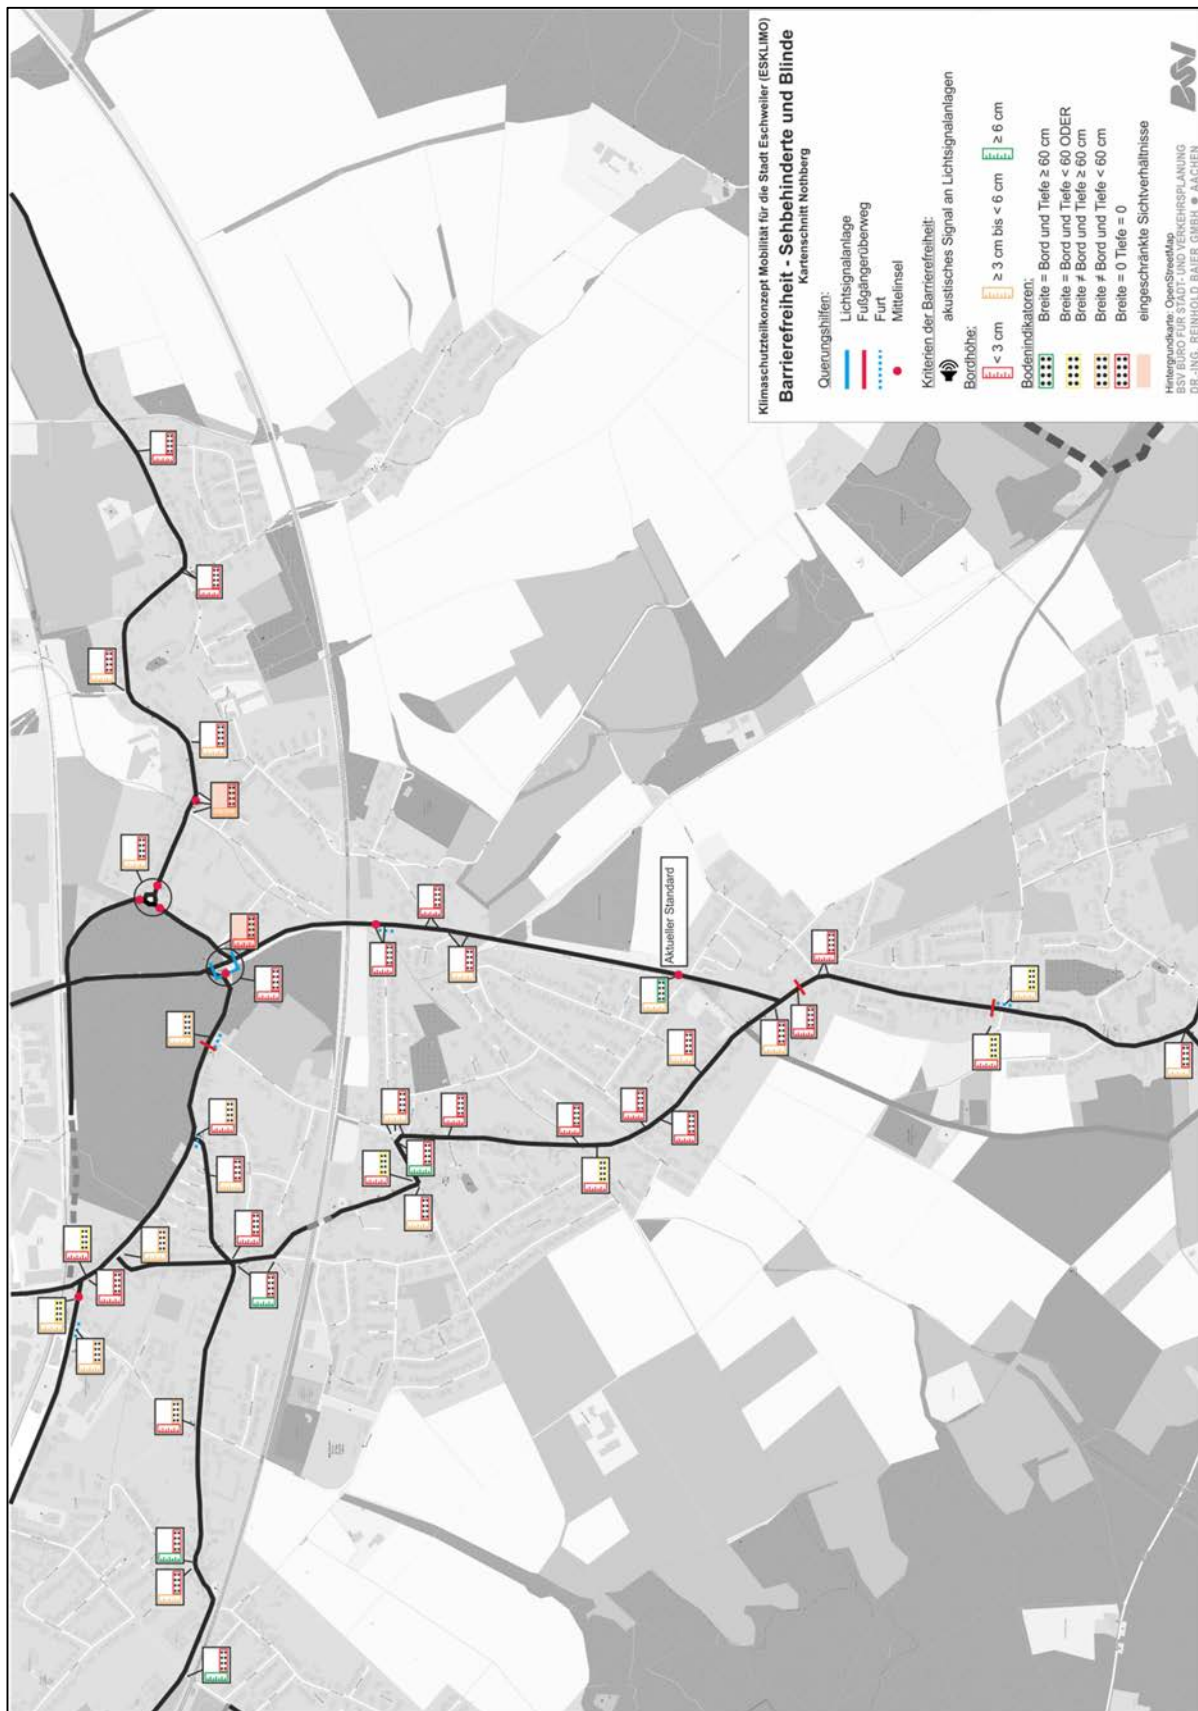 Klimaschutzteilkonzept Mobilität für die Stadt Eschweiler (ESKLIMO)
Barrierefreiheit - Sehbehinderte und Blinde
Kartenschnitt Nothberg
Querungshilfen:
Lichtsignalanlage
Fußgängerüberweg
Furt
Mittelinsel
Kriterien der Barrierefreiheit:
akustisches Signal an Lichtsignalanlagen
Bordhöhe:
< 3 cm
≥ 3 cm bis < 6 cm
≥ 6 cm
Bodenindikatoren:
Breite = Bord und Tiefe ≥ 60 cm
Breite = Bord und Tiefe < 60 ODER
Breite ≠ Bord und Tiefe ≥ 60 cm
Breite ≠ Bord und Tiefe < 60 cm
Breite = 0 Tiefe = 0
eingeschränkte Sichtverhältnisse
Hintergrundkarte: OpenStreetMap
BSV BÜRO FÜR STADT- UND VERKEHRSPLANUNG
DR.-ING. REINHOLD BAIER GMBH ● AACHEN
BSV
Aktueller Standard